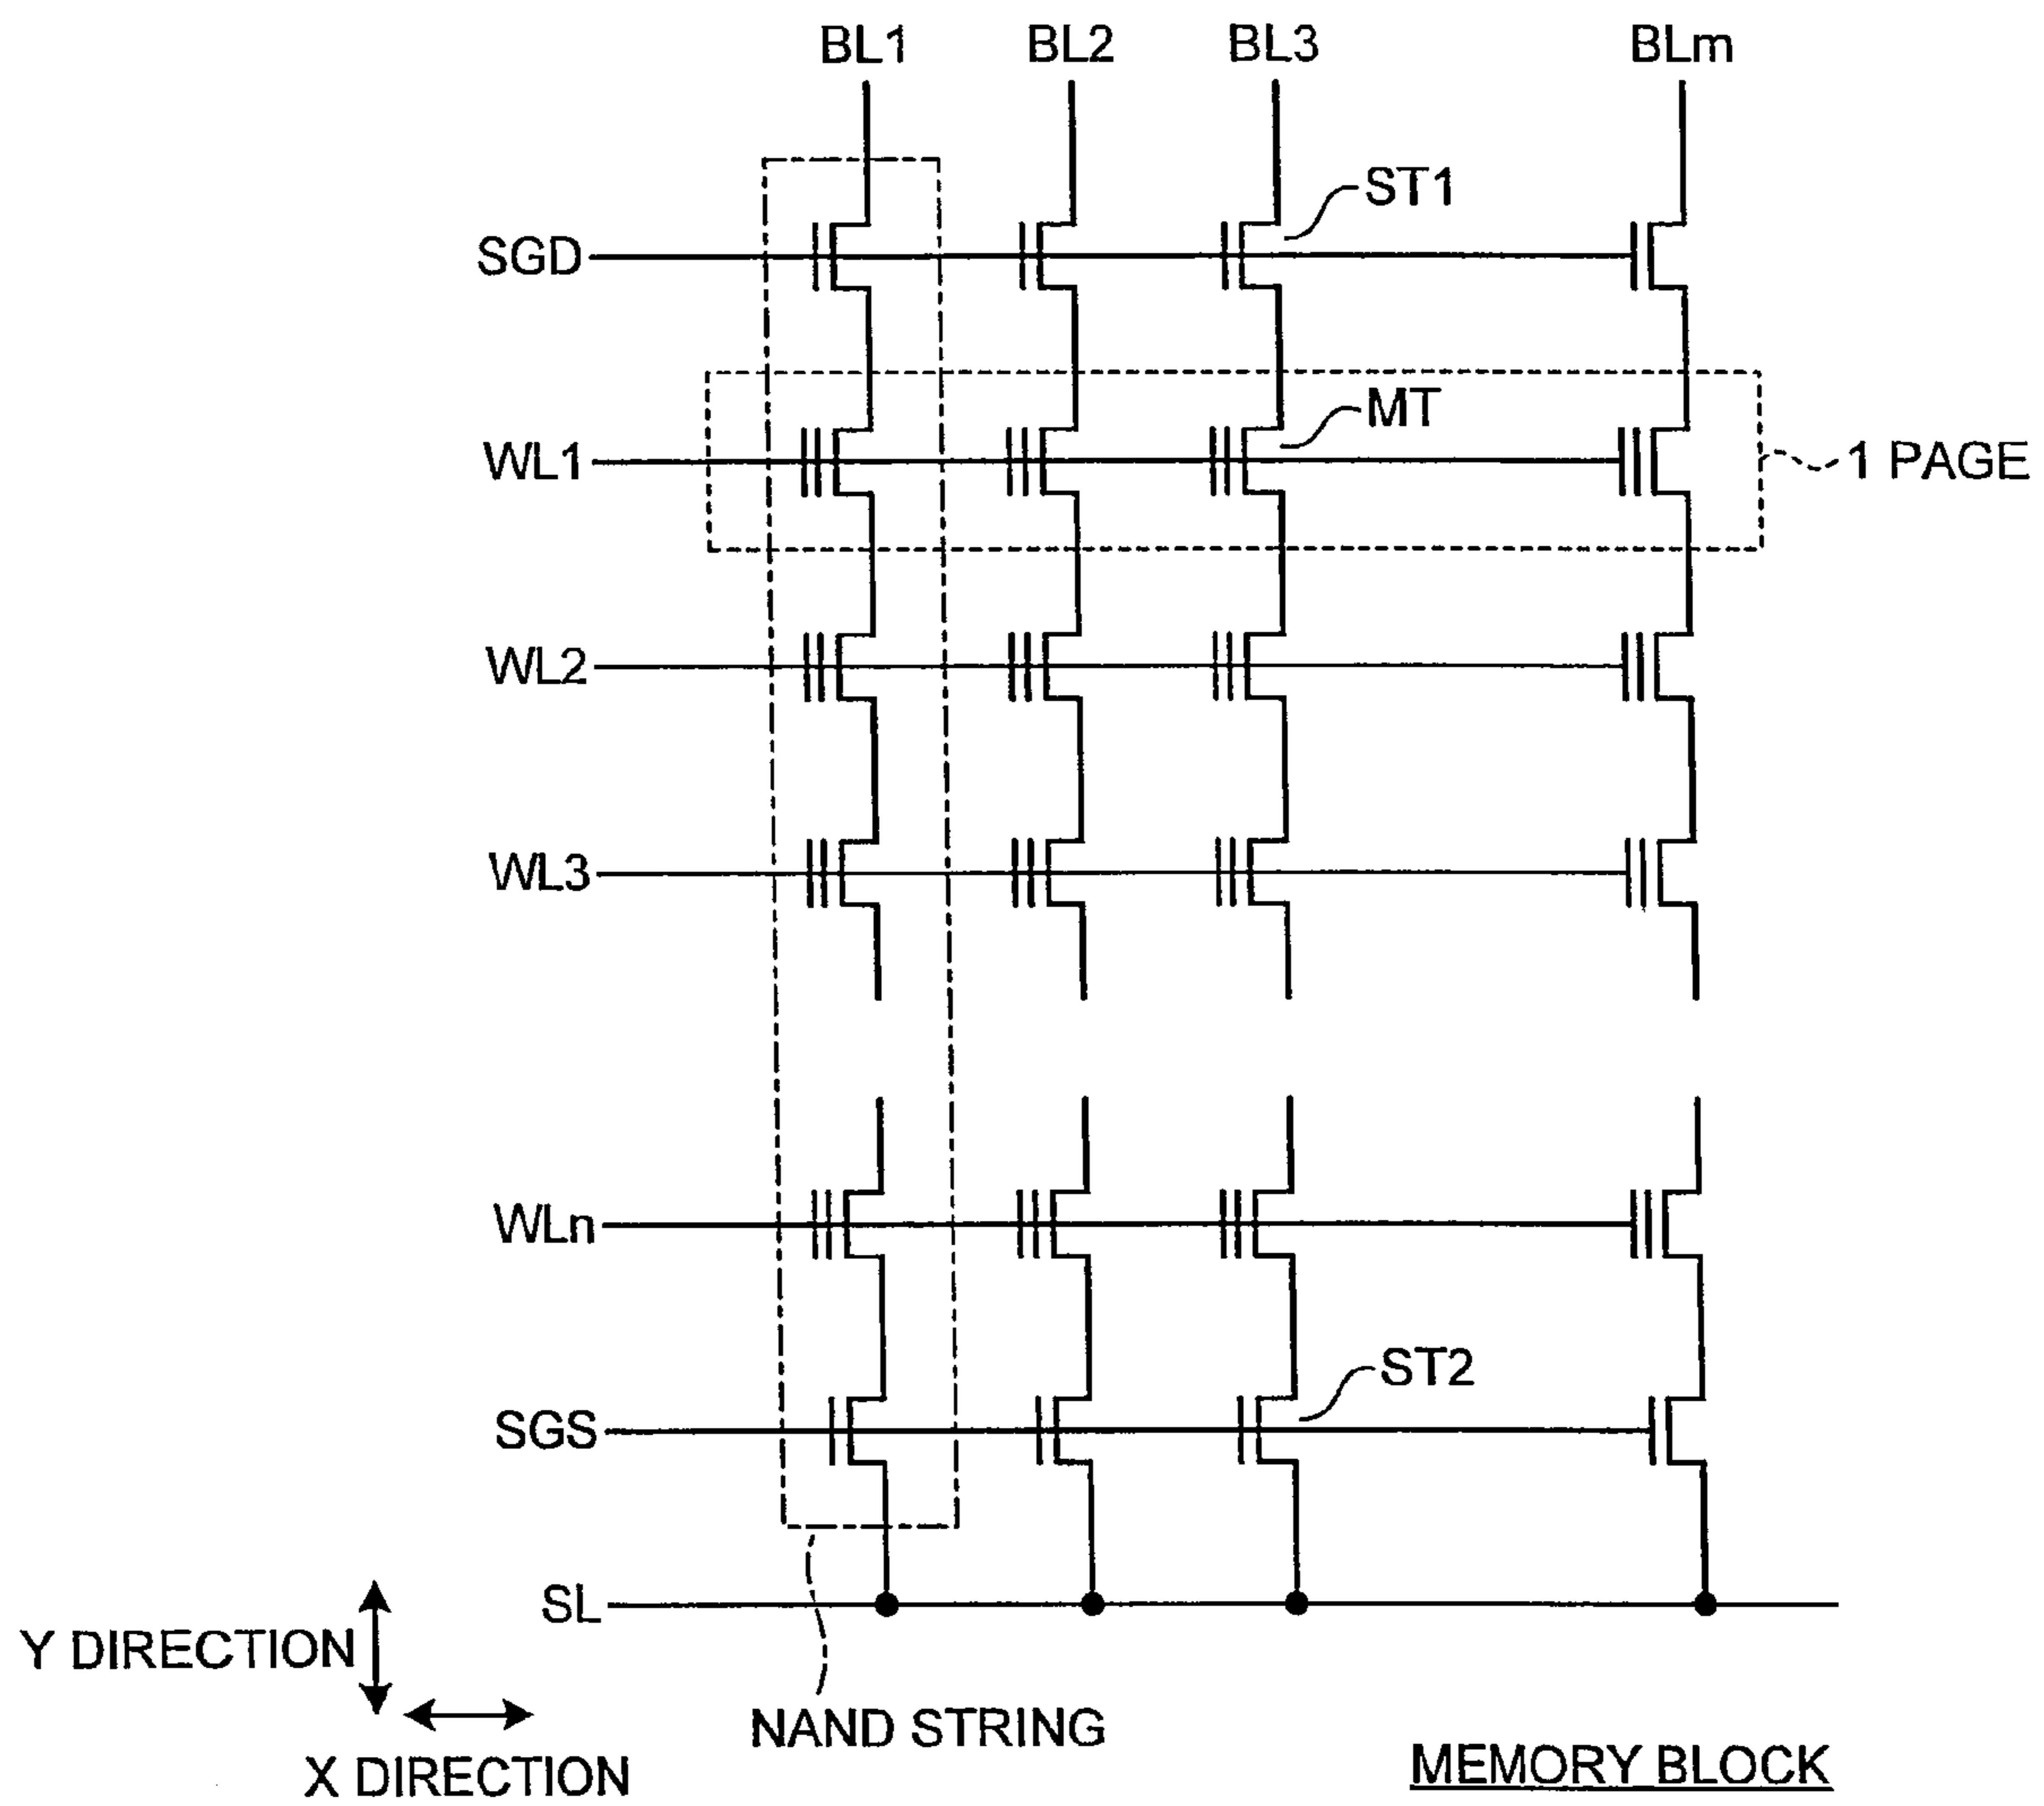 BL1 BL2 BL3 BLm
ST1
SGD
MT
WL1
1 PAGE
WL2
WL3
WLn
ST2
SGS
SL
Y DIRECTION
X DIRECTION
NAND STRING
MEMORY BLOCK